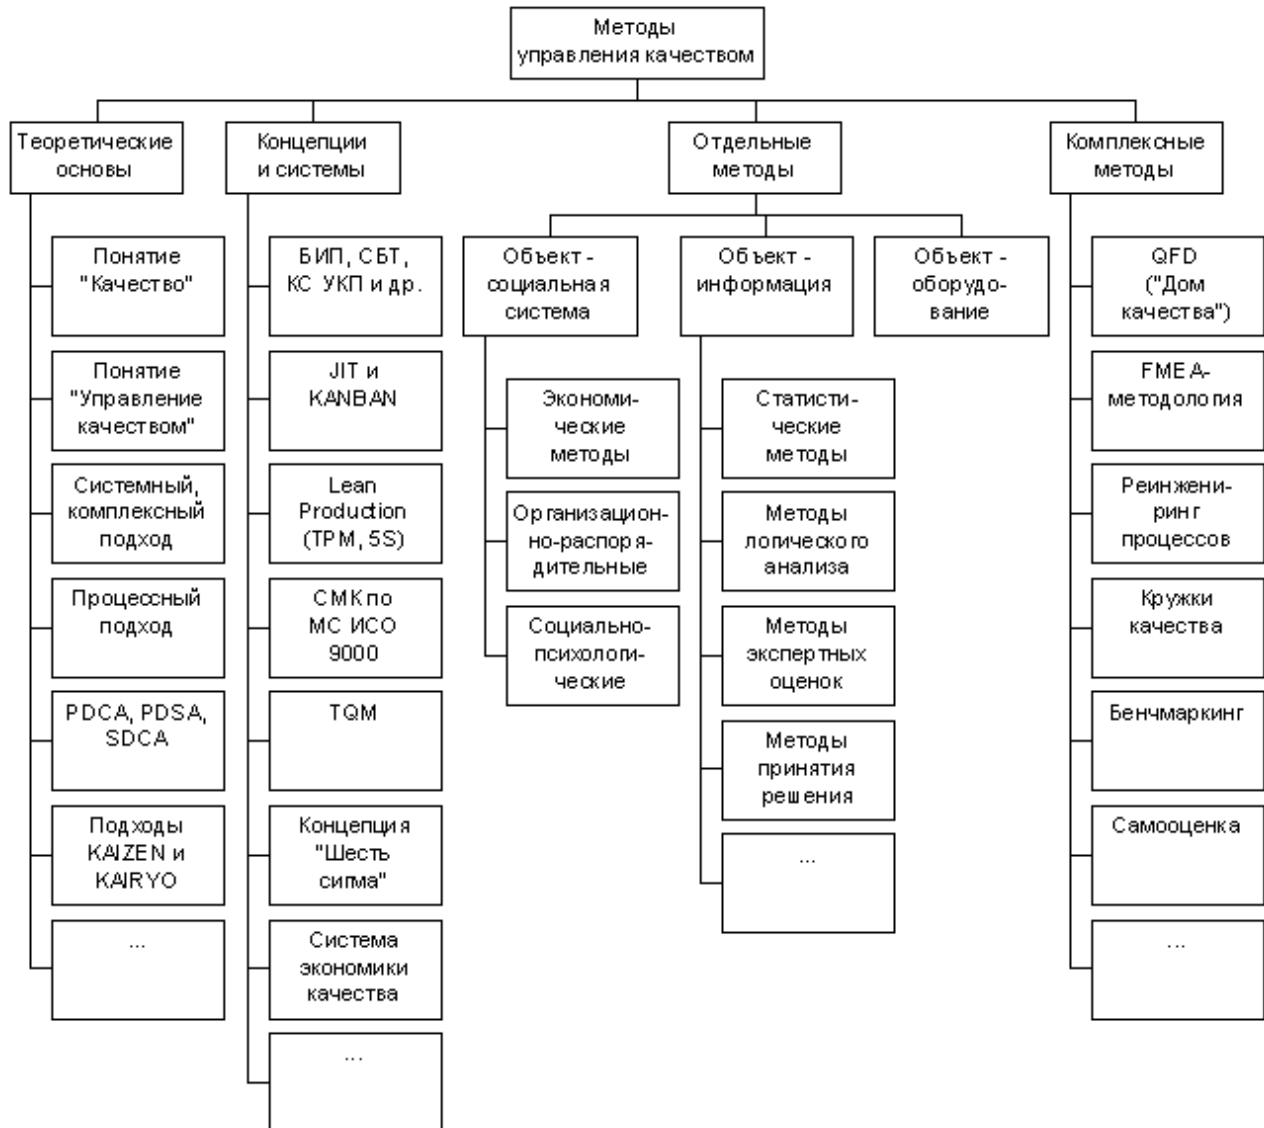 Методы
управления качеством
Теоретические
основы
Концепции
и системы
Отдельные
методы
Комплексные
методы
Понятие
"Качество"
Понятие
"Управление
качеством"
Системный,
комплексный
подход
Процессный
подход
PDCA, PDSA,
SDCA
Подходы
KAIZEN и
KAIRYO
...
БИП, СБТ,
КС УКП и др.
JIT и
KANBAN
Lean
Production
(TPM, 5S)
СМК по
МС ИСО
9000
TQM
Концепция
"Шесть
сигма"
Система
экономики
качества
...
Объект -
социальная
система
Экономи-
ческие
методы
Организацион-
но-распоря-
дительные
Социально-
психологи-
ческие
Объект -
информация
Статисти-
ческие
методы
Методы
логического
анализа
Методы
экспертных
оценок
Методы
принятия
решения
...
Объект -
оборудо-
вание
QFD
("Дом
качества")
FMEA-
методология
Реинжени-
ринг
процессов
Кружки
качества
Бенчмаркинг
Самооценка
...